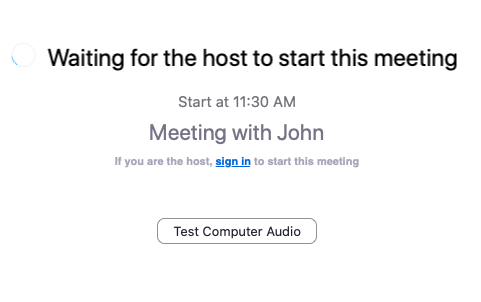 Waiting for the host to start this meeting
Start at 11:30 AM
Meeting with John
If you are the host, sign in to start this meeting
Test Computer Audio